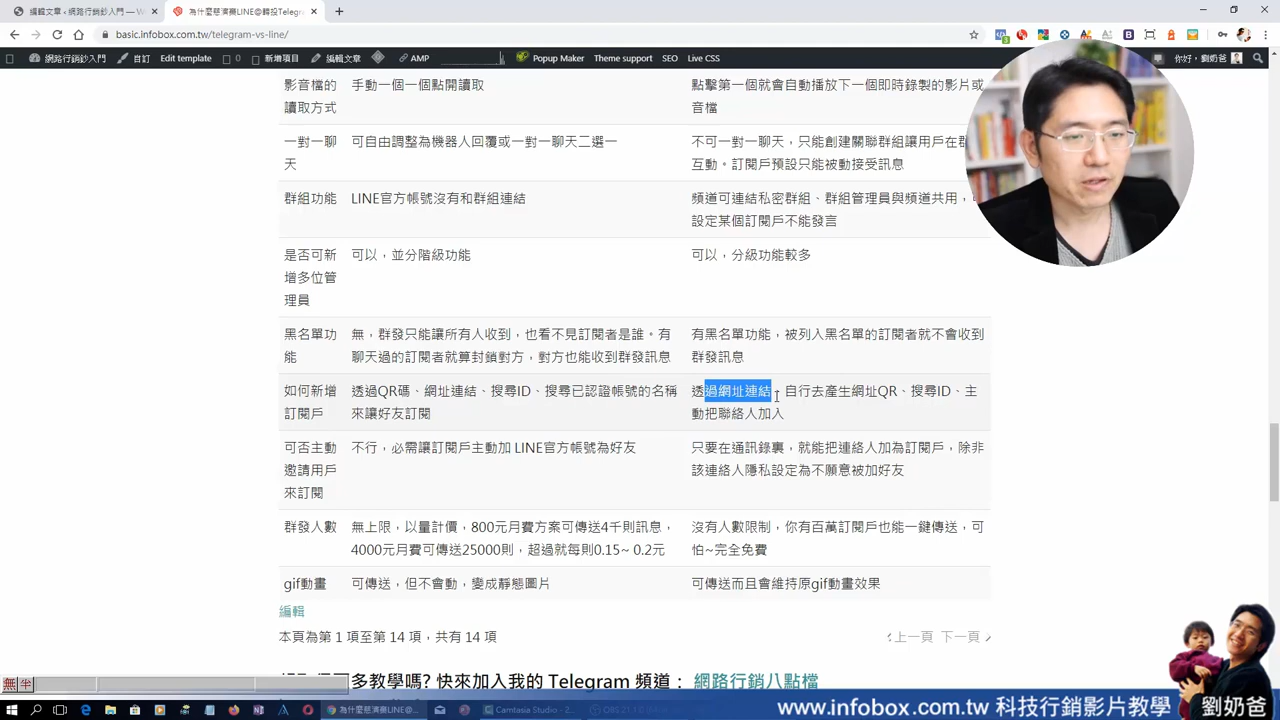 編輯文章 ‹ 網路行銷鈔入門 — W
為什麼慈濟棄LINE@轉投Telegr
basic.infobox.com.tw/telegram-vs-line/
網路行銷鈔入門
自訂
Edit template
0
新增項目
編輯文章
AMP
Popup Maker
Theme support
SEO
Live CSS
你好，劉奶爸
影音檔的讀取方式
手動一個一個點開讀取
點擊第一個就會自動播放下一個即時錄製的影片或
音檔
一對一聊
天
可自由調整為機器人回覆或一對一聊天二選一
不可一對一聊天，只能創建關聯群組讓用戶在群
互動。訂閱戶預設只能被動接受訊息
群組功能
LINE官方帳號沒有和群組連結
頻道可連結私密群組、群組管理員與頻道共用，
設定某個訂閱戶不能發言
是否可新
增多位管
理員
可以，並分階級功能
可以，分級功能較多
黑名單功
能
無，群發只能讓所有人收到，也看不見訂閱者是誰。有
聊天過的訂閱者就算封鎖對方，對方也能收到群發訊息
有黑名單功能，被列入黑名單的訂閱者就不會收到
群發訊息
如何新增
訂閱戶
透過QR碼、網址連結、搜尋ID、搜尋已認證帳號的名稱
來讓好友訂閱
透過網址連結，自行去產生網址QR、搜尋ID、主
動把聯絡人加入
可否主動
邀請用戶
來訂閱
不行，必需讓訂閱戶主動加 LINE官方帳號為好友
只要在通訊錄裏，就能把連絡人加為訂閱戶，除非
該連絡人隱私設定為不願意被加好友
群發人數
無上限，以量計價，800元月費方案可傳送4千則訊息，
4000元月費可傳送25000則，超過就每則0.15~ 0.2元
沒有人數限制，你有百萬訂閱戶也能一鍵傳送，可
怕~完全免費
gif動畫
可傳送，但不會動，變成靜態圖片
可傳送而且會維持原gif動畫效果
編輯
本頁為第 1 項至第 14 項，共有 14 項
上一頁 下一頁
多教學嗎? 快來加入我的 Telegram 頻道： 網路行銷八點檔
無 半
為什麼慈濟棄LINE@...
Camtasia Studio - 2...
www.infobox.com.tw 科技行銷影片教學
劉奶爸